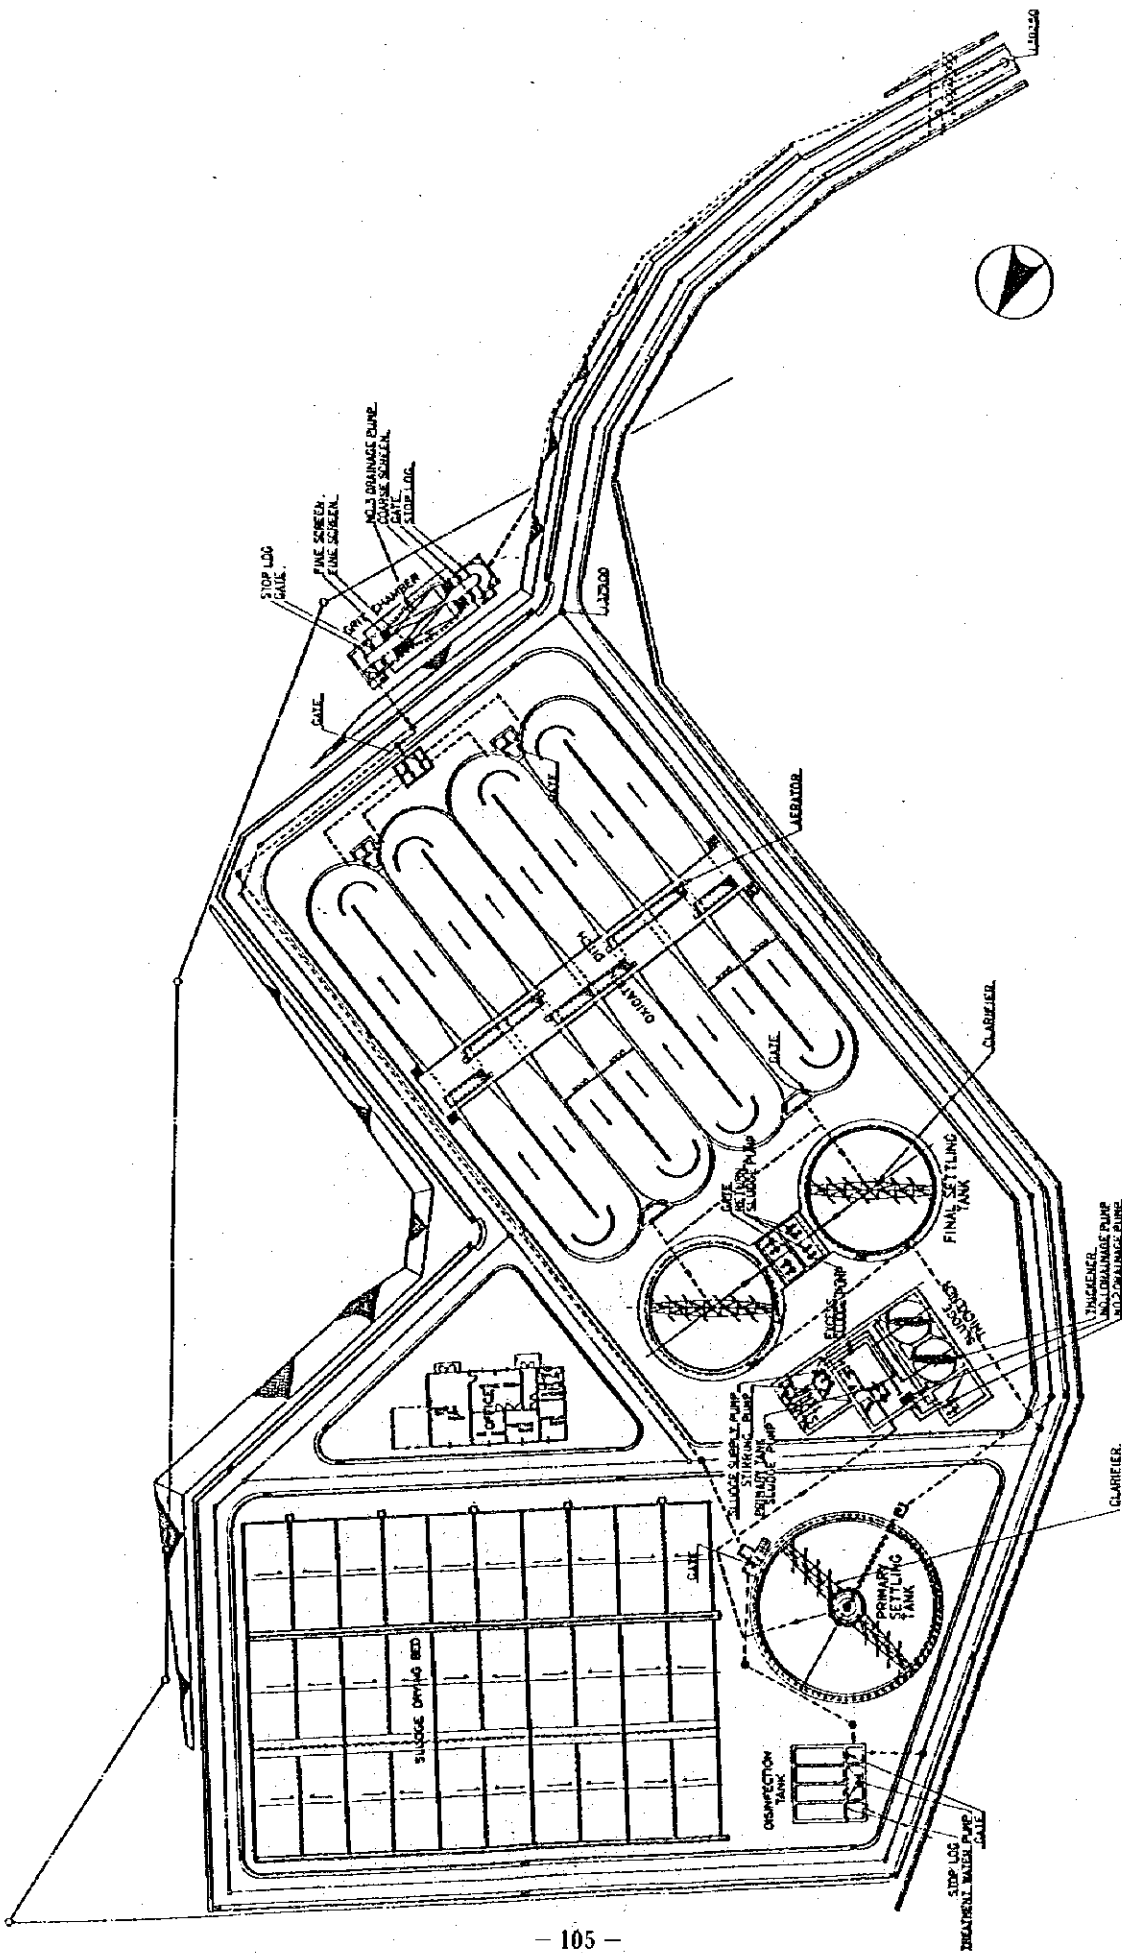 STOP LOG
GATE
FINE SCREEN
FINE SCREEN
NO.3 DRAINAGE PUMP
COARSE SCREEN
GATE
STOP LOG
GRIT CHAMBER
GATE
GATE
AERATOR
DITCH
GATE
CLARIFIER
GATE
RETURN
SLUDGE PUMP
FINAL SETTLING
TANK
EXCESS
SLUDGE PUMP
SLUDGE
THICKENER
THICKENER
NO.1 DRAINAGE PUMP
NO.2 DRAINAGE PUMP
OFFICE
SLUDGE SUPPLY PUMP
STIRRING PUMP
PRIMARY TANK
SLUDGE PUMP
CLARIFIER
GATE
PRIMARY
SETTLING
TANK
SLUDGE DRYING BED
DISINFECTION
TANK
STOP LOG
TREATMENT WATER PUMP
GATE
— 105 —